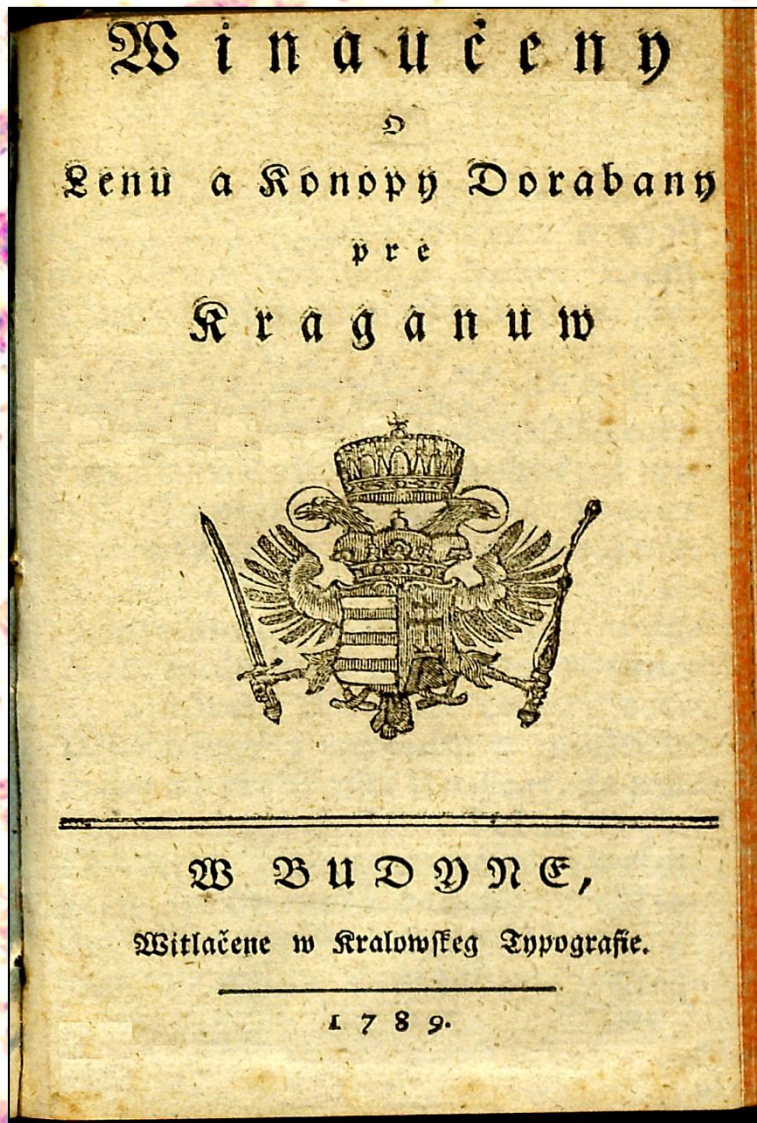 Winaučeny
o
Lenu a Konopy Dorabany
pre
Kraganuw
W BUDYNE,
Witlačene w Kralowſkeg Typografie.
1789.